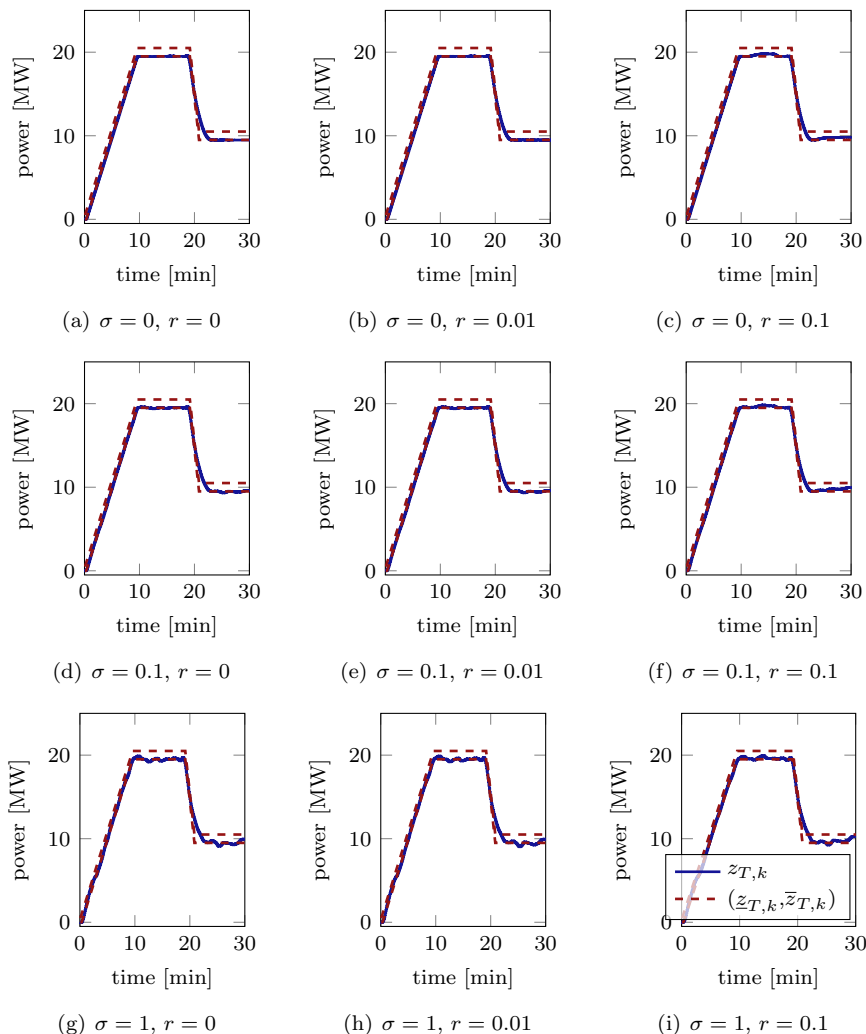 20
10
0
power [MW]
0 10 20 30
time [min]
(a) σ = 0, r = 0
20
10
0
power [MW]
0 10 20 30
time [min]
(b) σ = 0, r = 0.01
20
10
0
power [MW]
0 10 20 30
time [min]
(c) σ = 0, r = 0.1
20
10
0
power [MW]
0 10 20 30
time [min]
(d) σ = 0.1, r = 0
20
10
0
power [MW]
0 10 20 30
time [min]
(e) σ = 0.1, r = 0.01
20
10
0
power [MW]
0 10 20 30
time [min]
(f) σ = 0.1, r = 0.1
20
10
0
power [MW]
0 10 20 30
time [min]
(g) σ = 1, r = 0
20
10
0
power [MW]
0 10 20 30
time [min]
(h) σ = 1, r = 0.01
20
10
0
power [MW]
z_{T,k}
(z̲_{T,k}, z̅_{T,k})
0 10 20 30
time [min]
(i) σ = 1, r = 0.1